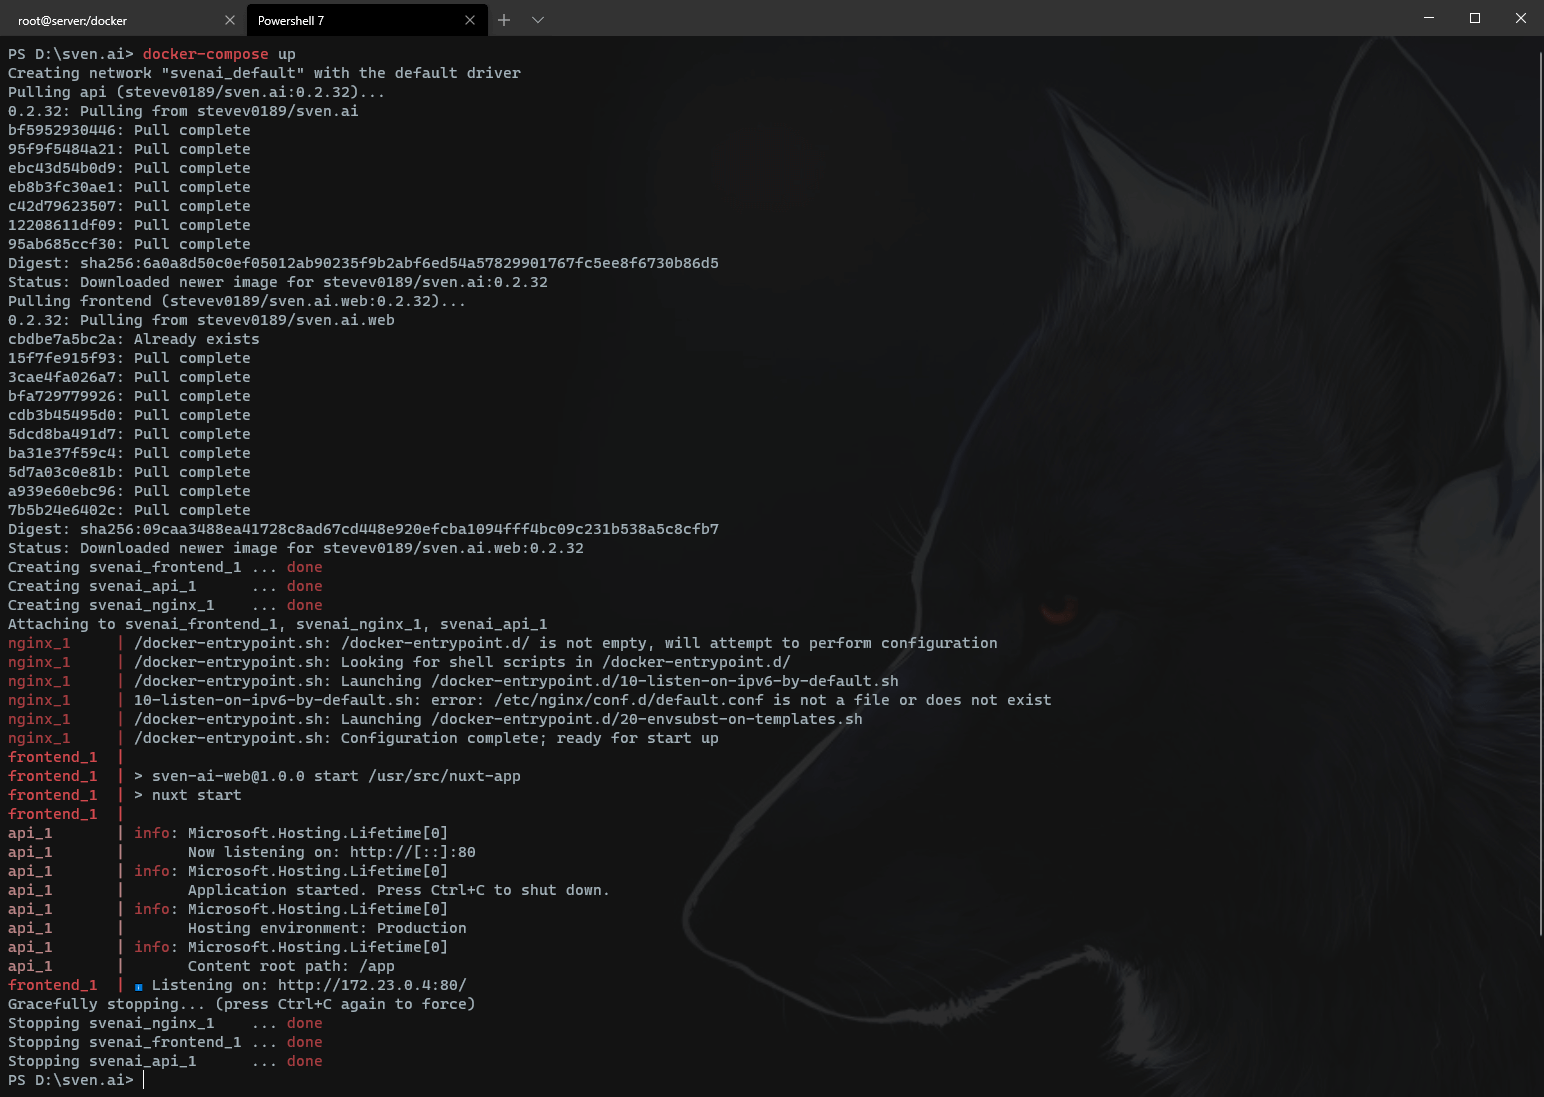 root@server:/docker
Powershell 7
PS D:\sven.ai> docker-compose up
Creating network "svenai_default" with the default driver
Pulling api (stevev0189/sven.ai:0.2.32)...
0.2.32: Pulling from stevev0189/sven.ai
bf5952930446: Pull complete
95f9f5484a21: Pull complete
ebc43d54b0d9: Pull complete
eb8b3fc30ae1: Pull complete
c42d79623507: Pull complete
12208611df09: Pull complete
95ab685ccf30: Pull complete
Digest: sha256:6a0a8d50c0ef05012ab90235f9b2abf6ed54a57829901767fc5ee8f6730b86d5
Status: Downloaded newer image for stevev0189/sven.ai:0.2.32
Pulling frontend (stevev0189/sven.ai.web:0.2.32)...
0.2.32: Pulling from stevev0189/sven.ai.web
cbdbe7a5bc2a: Already exists
15f7fe915f93: Pull complete
3cae4fa026a7: Pull complete
bfa729779926: Pull complete
cdb3b45495d0: Pull complete
5dcd8ba491d7: Pull complete
ba31e37f59c4: Pull complete
5d7a03c0e81b: Pull complete
a939e60ebc96: Pull complete
7b5b24e6402c: Pull complete
Digest: sha256:09caa3488ea41728c8ad67cd448e920efcba1094fff4bc09c231b538a5c8cfb7
Status: Downloaded newer image for stevev0189/sven.ai.web:0.2.32
Creating svenai_frontend_1 ... done
Creating svenai_api_1      ... done
Creating svenai_nginx_1    ... done
Attaching to svenai_frontend_1, svenai_nginx_1, svenai_api_1
nginx_1     | /docker-entrypoint.sh: /docker-entrypoint.d/ is not empty, will attempt to perform configuration
nginx_1     | /docker-entrypoint.sh: Looking for shell scripts in /docker-entrypoint.d/
nginx_1     | /docker-entrypoint.sh: Launching /docker-entrypoint.d/10-listen-on-ipv6-by-default.sh
nginx_1     | 10-listen-on-ipv6-by-default.sh: error: /etc/nginx/conf.d/default.conf is not a file or does not exist
nginx_1     | /docker-entrypoint.sh: Launching /docker-entrypoint.d/20-envsubst-on-templates.sh
nginx_1     | /docker-entrypoint.sh: Configuration complete; ready for start up
frontend_1  |
frontend_1  | > sven-ai-web@1.0.0 start /usr/src/nuxt-app
frontend_1  | > nuxt start
frontend_1  |
api_1       | info: Microsoft.Hosting.Lifetime[0]
api_1       |       Now listening on: http://[::]:80
api_1       | info: Microsoft.Hosting.Lifetime[0]
api_1       |       Application started. Press Ctrl+C to shut down.
api_1       | info: Microsoft.Hosting.Lifetime[0]
api_1       |       Hosting environment: Production
api_1       | info: Microsoft.Hosting.Lifetime[0]
api_1       |       Content root path: /app
frontend_1  | ℹ Listening on: http://172.23.0.4:80/
Gracefully stopping... (press Ctrl+C again to force)
Stopping svenai_nginx_1    ... done
Stopping svenai_frontend_1 ... done
Stopping svenai_api_1      ... done
PS D:\sven.ai>